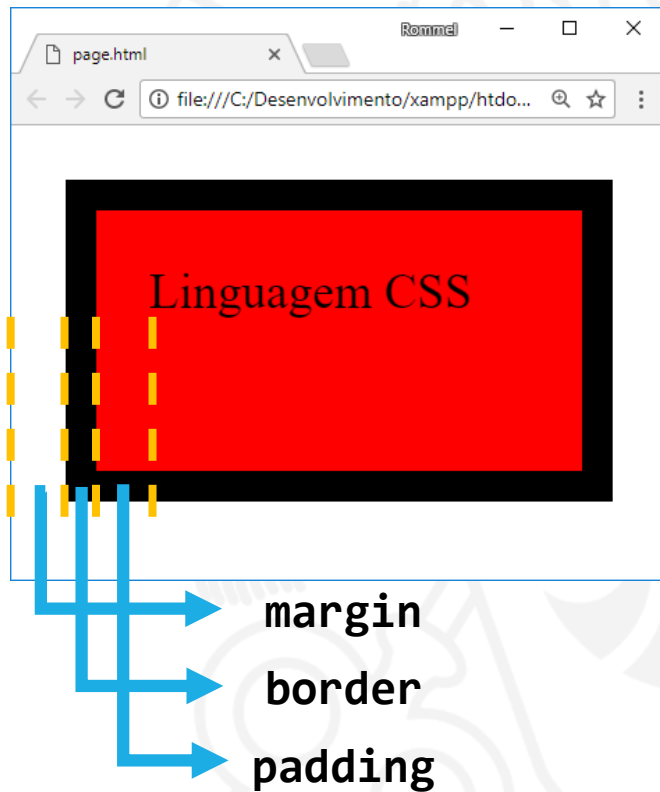 Rommel
page.html
file:///C:/Desenvolvimento/xampp/htdo...
Linguagem CSS
margin
border
padding